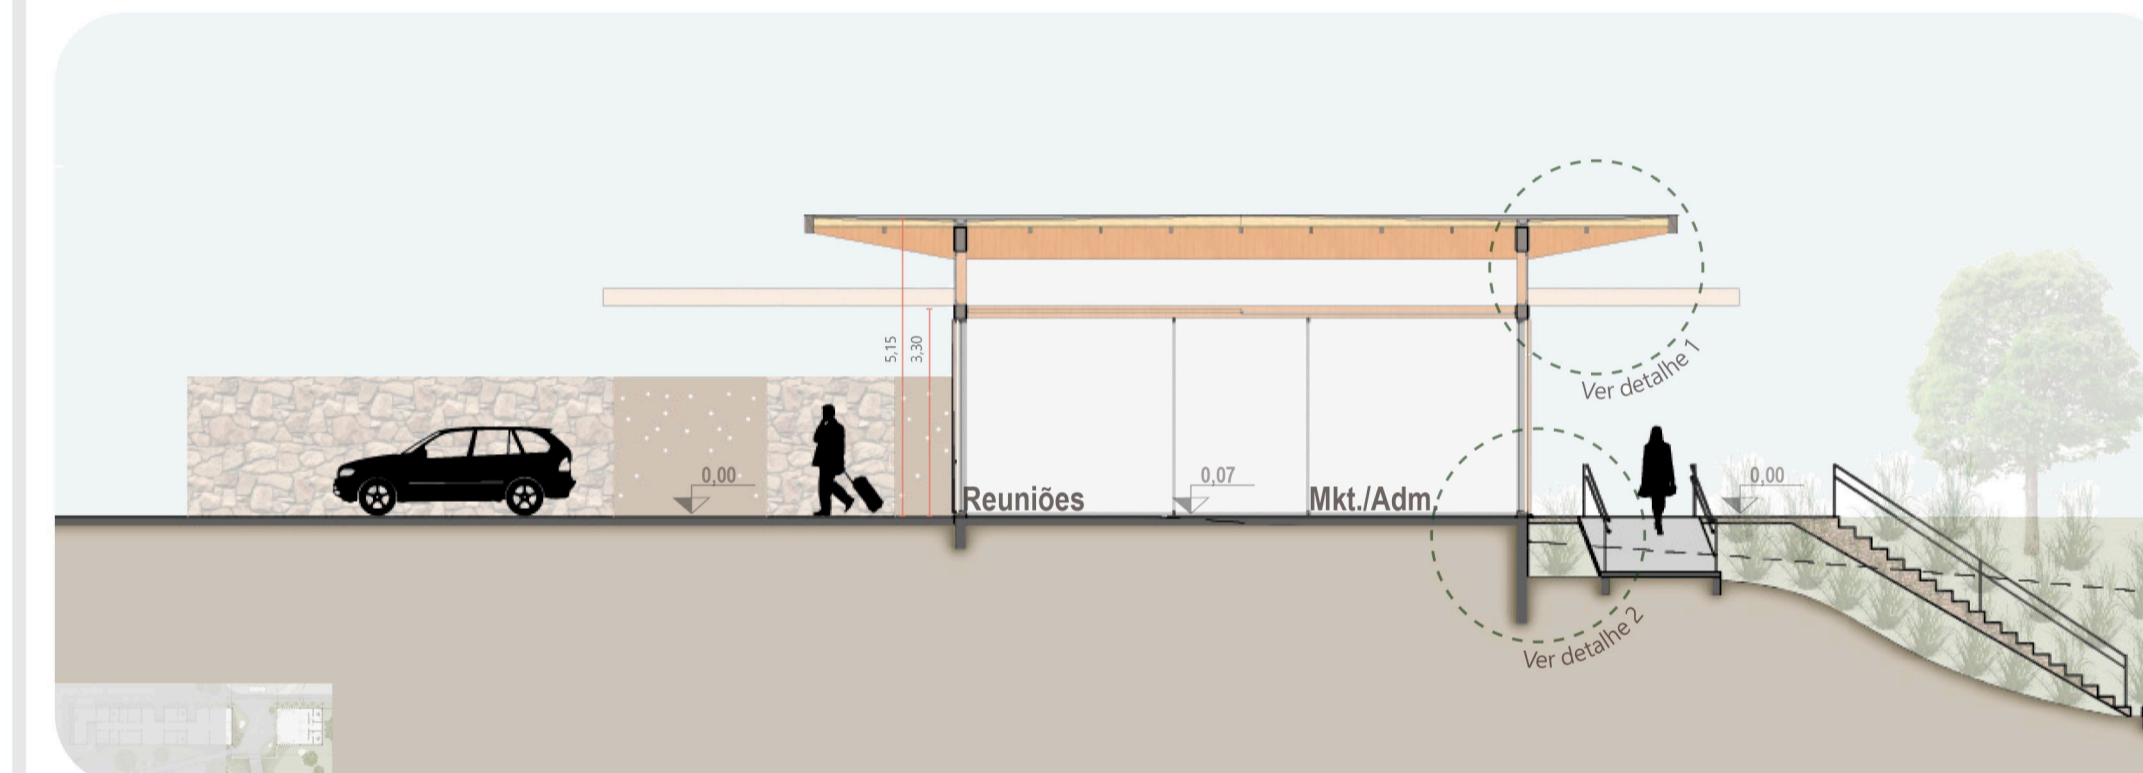 5,15
3,30
Ver detalhe 1
0,00
0,07
0,00
Reuniões
Mkt./Adm.
Ver detalhe 2